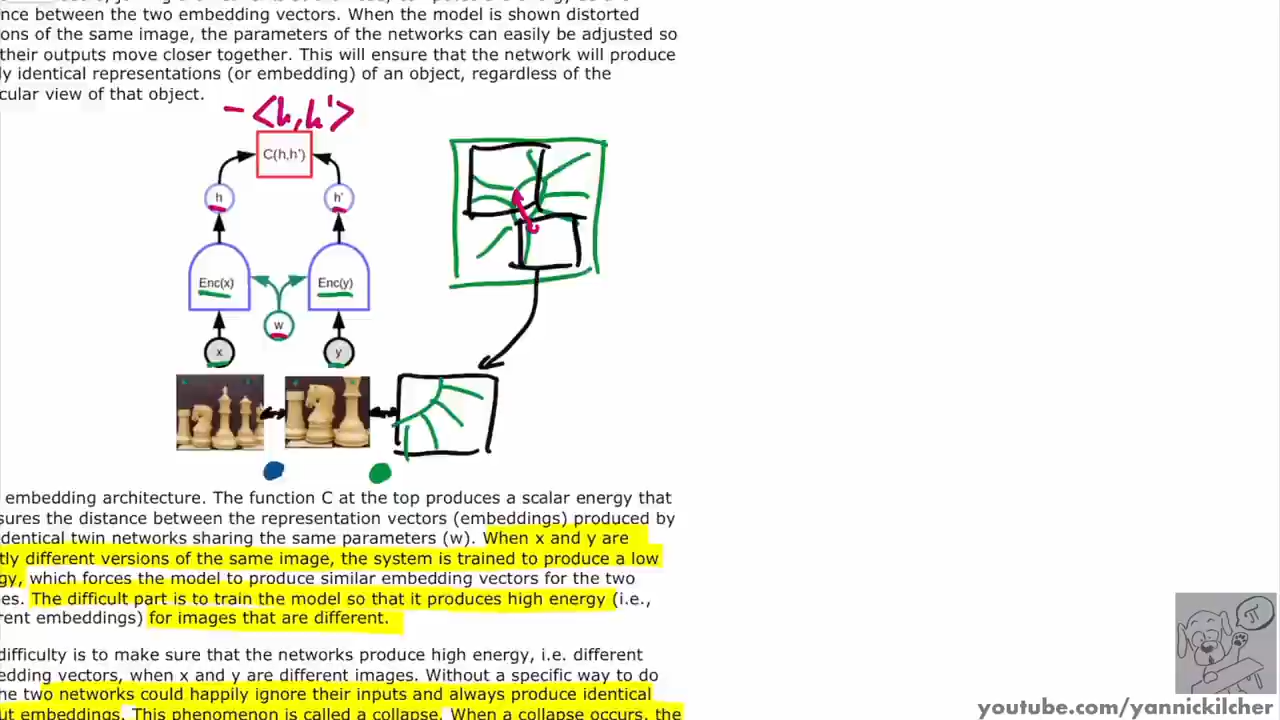 nce between the two embedding vectors. When the model is shown distorted
ons of the same image, the parameters of the networks can easily be adjusted so
their outputs move closer together. This will ensure that the network will produce
ly identical representations (or embedding) of an object, regardless of the
cular view of that object.
- <h,h'>
C(h,h')
h h'
Enc(x) Enc(y)
w
x y
embedding architecture. The function C at the top produces a scalar energy that
sures the distance between the representation vectors (embeddings) produced by
identical twin networks sharing the same parameters (w). When x and y are
tly different versions of the same image, the system is trained to produce a low
gy, which forces the model to produce similar embedding vectors for the two
es. The difficult part is to train the model so that it produces high energy (i.e.,
rent embeddings) for images that are different.
π
difficulty is to make sure that the networks produce high energy, i.e. different
edding vectors, when x and y are different images. Without a specific way to do
he two networks could happily ignore their inputs and always produce identical
ut embeddings. This phenomenon is called a collapse. When a collapse occurs, the
youtube.com/yannickilcher